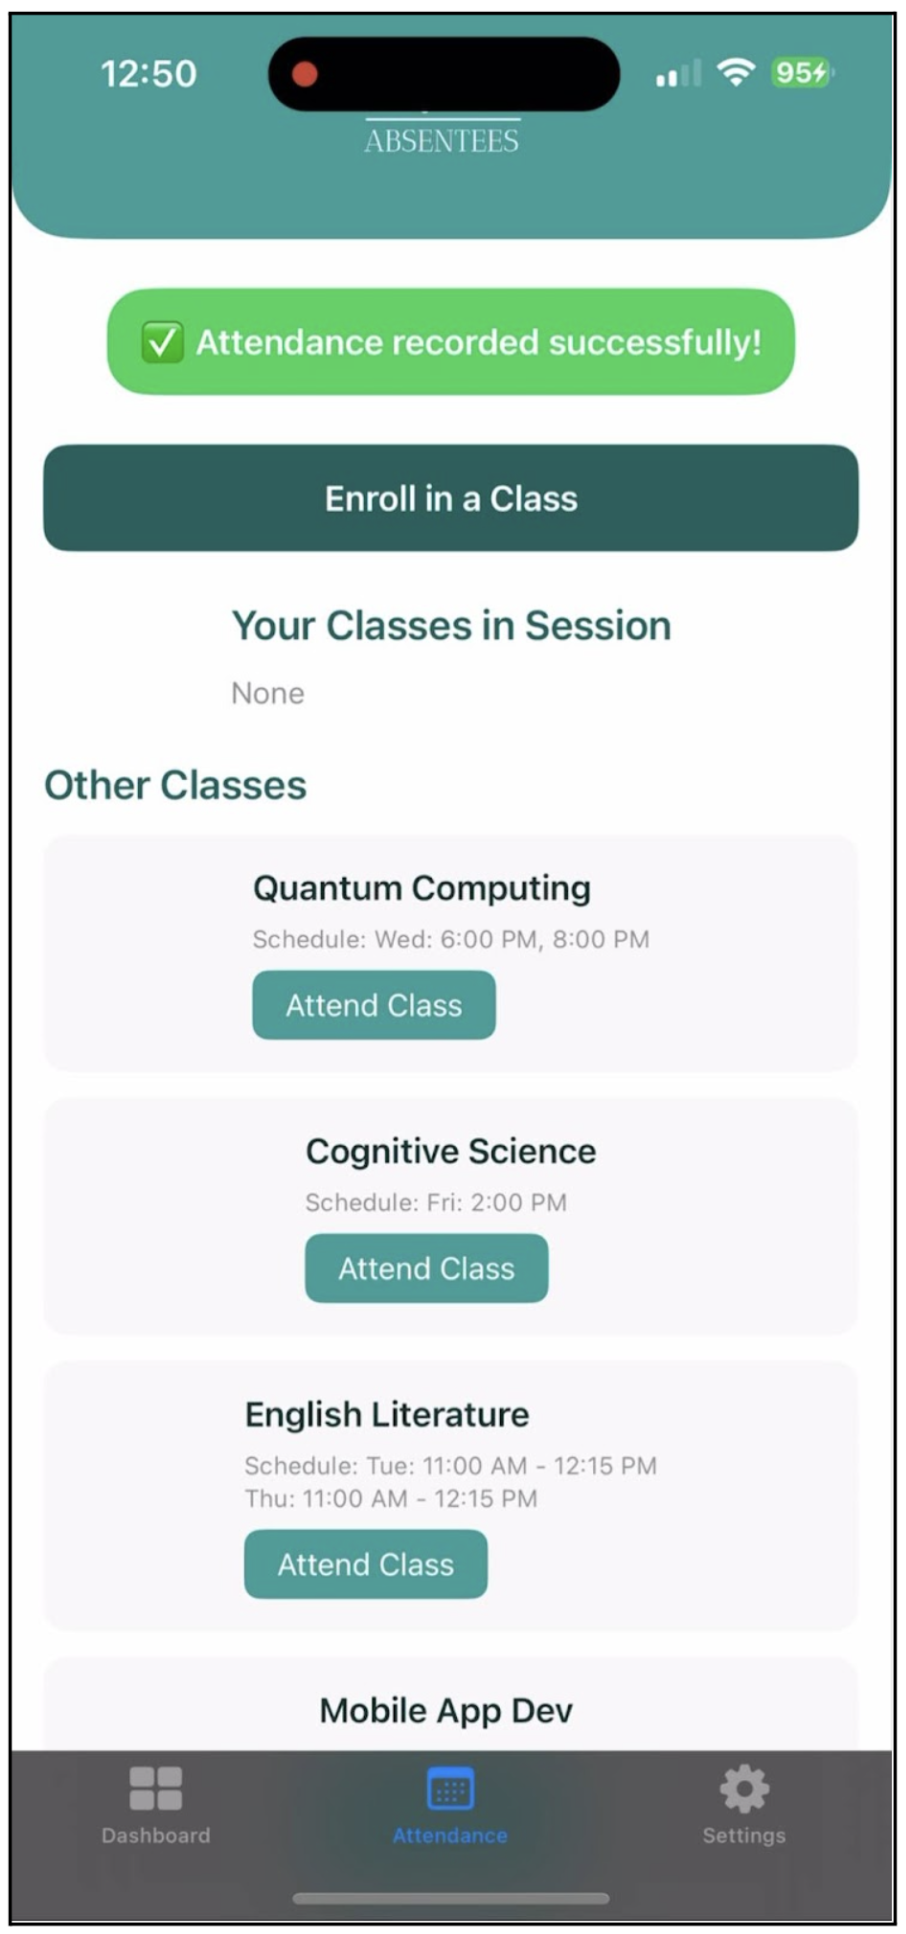 12:50
95
ABSENTEES
✅ Attendance recorded successfully!
Enroll in a Class
Your Classes in Session
None
Other Classes
Quantum Computing
Schedule: Wed: 6:00 PM, 8:00 PM
Attend Class
Cognitive Science
Schedule: Fri: 2:00 PM
Attend Class
English Literature
Schedule: Tue: 11:00 AM - 12:15 PM
Thu: 11:00 AM - 12:15 PM
Attend Class
Mobile App Dev
Dashboard
Attendance
Settings